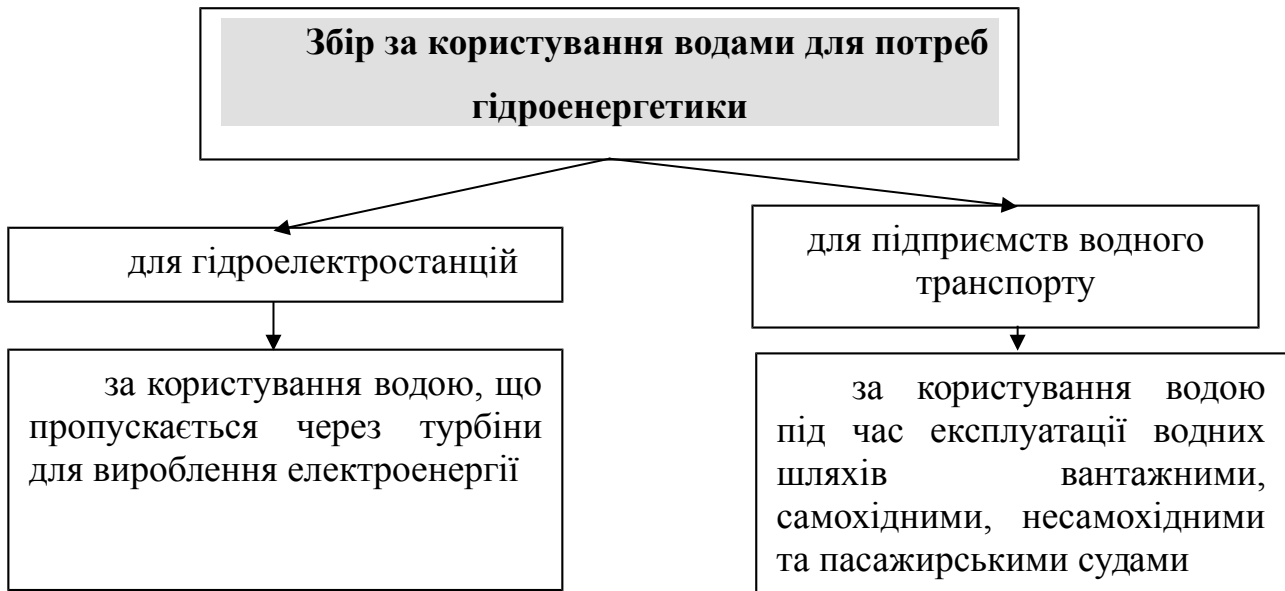 Збір за користування водами для потреб
гідроенергетики
для гідроелектростанцій
за користування водою, що
пропускається через турбіни
для вироблення електроенергії
для підприємств водного
транспорту
за користування водою
під час експлуатації водних
шляхів вантажними,
самохідними, несамохідними
та пасажирськими судами